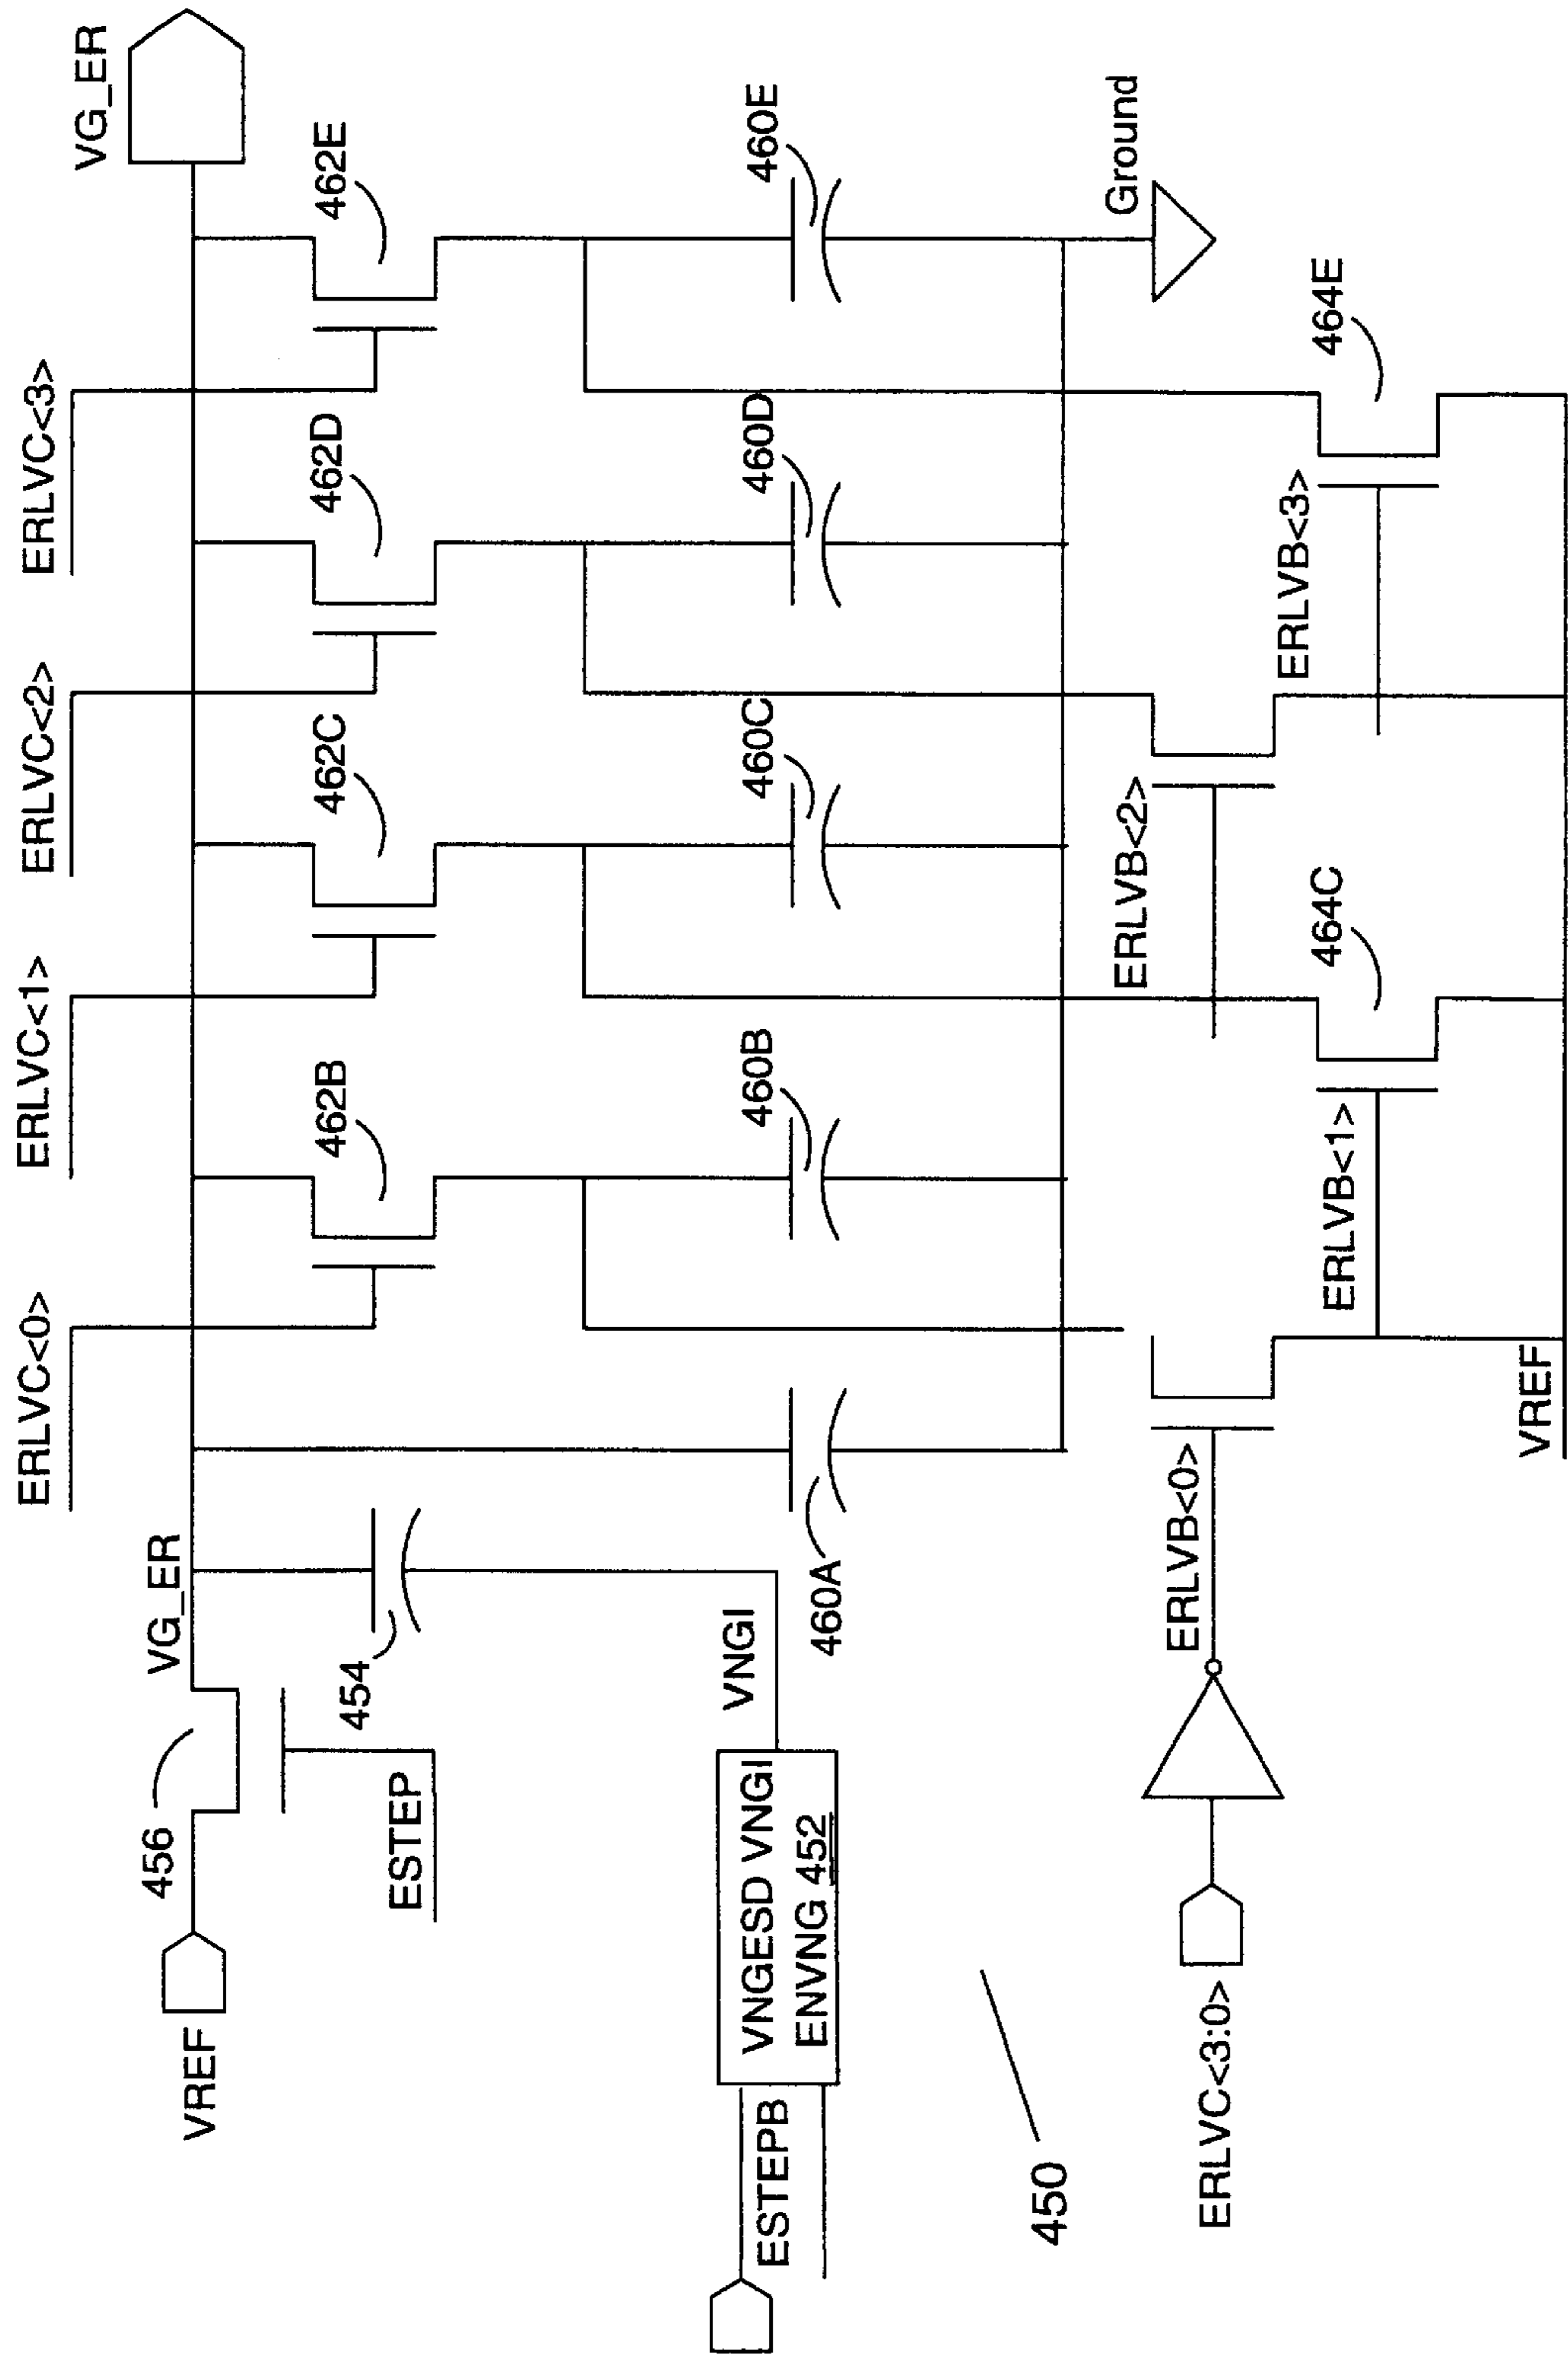 VG_ER
ERLVC<3>
462E
460E
Ground
464E
ERLVC<2>
462D
460D
ERLVB<3>
ERLVC<1>
462C
460C
ERLVB<2>
464C
ERLVC<0>
462B
460B
ERLVB<1>
VREF
VG_ER
454
VNGI
460A
ERLVB<0>
456
ESTEP
VNGESD VNGI
ENVNG 452
VREF
ESTEPB
450
ERLVC<3:0>